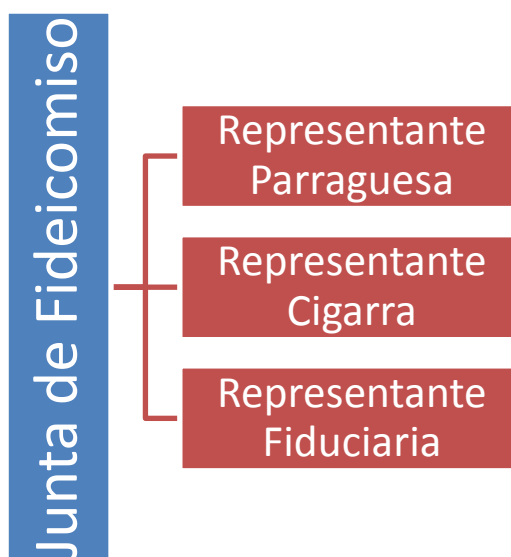 Junta de Fideicomiso
Representante
Parraguesa
Representante
Cigarra
Representante
Fiduciaria